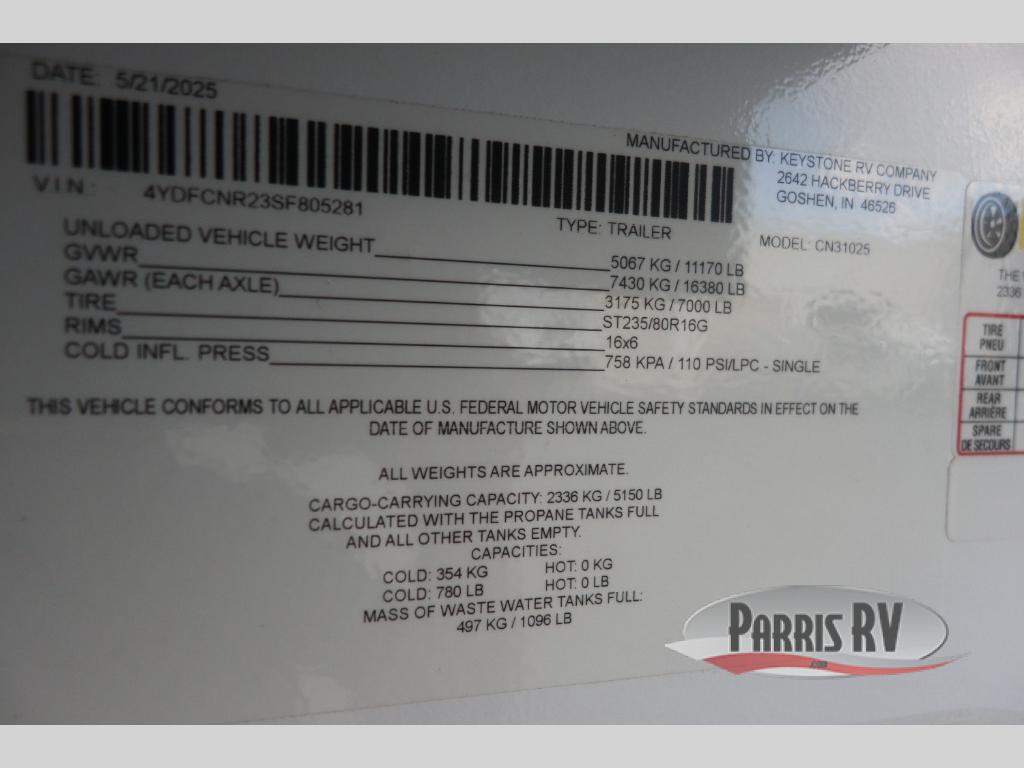 DATE: 5/21/2025
MANUFACTURED BY: KEYSTONE RV COMPANY
2642 HACKBERRY DRIVE
GOSHEN, IN 46526
VIN: 4YDFCNR23SF805281
TYPE: TRAILER
MODEL: CN31025
UNLOADED VEHICLE WEIGHT 5067 KG / 11170 LB
GVWR 7430 KG / 16380 LB
GAWR (EACH AXLE) 3175 KG / 7000 LB
TIRE ST235/80R16G
RIMS 16x6
COLD INFL. PRESS 758 KPA / 110 PSI/LPC - SINGLE
THIS VEHICLE CONFORMS TO ALL APPLICABLE U.S. FEDERAL MOTOR VEHICLE SAFETY STANDARDS IN EFFECT ON THE
DATE OF MANUFACTURE SHOWN ABOVE.
ALL WEIGHTS ARE APPROXIMATE.
CARGO-CARRYING CAPACITY: 2336 KG / 5150 LB
CALCULATED WITH THE PROPANE TANKS FULL
AND ALL OTHER TANKS EMPTY.
CAPACITIES:
COLD: 354 KG HOT: 0 KG
COLD: 780 LB HOT: 0 LB
MASS OF WASTE WATER TANKS FULL:
497 KG / 1096 LB
THE
2336
TIRE
PNEU
FRONT
AVANT
REAR
ARRIÈRE
SPARE
DE SECOURS
PARRIS RV
.com